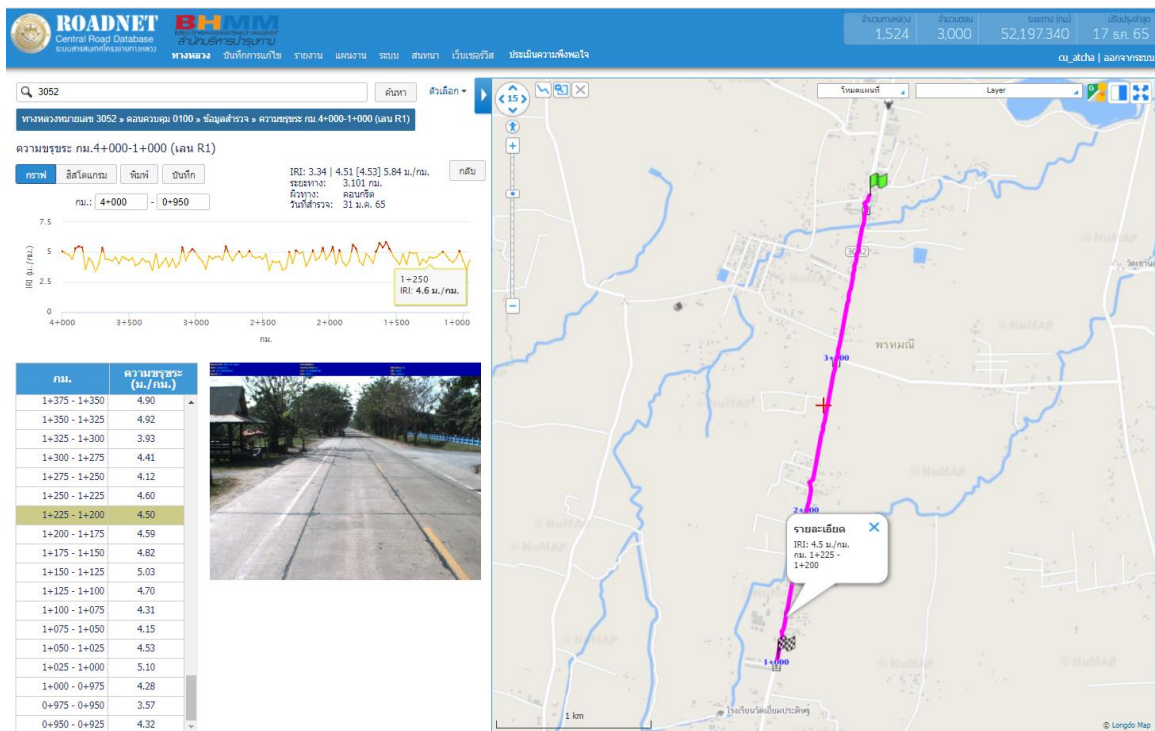 ROADNET
Central Road Database
ระบบสารสนเทศโครงข่ายทางหลวง
BHMM
สำนักบริหารบำรุงทาง
ทางหลวง บันทึกการแก้ไข รายงาน แผนงาน ระบบ สนทนา เว็บเซอร์วิส ประเมินความพึงพอใจ
จำนวนทางหลวง จำนวนตอน ระยะทาง (กม) ปรับปรุงล่าสุด
1,524 3,000 52,197.340 17 ธ.ค. 65
cu_atcha | ออกจากระบบ
3052 ค้นหา ตัวเลือก
ทางหลวงหมายเลข 3052 » ตอนควบคุม 0100 » ข้อมูลสำรวจ » ความขรุขระ กม.4+000-1+000 (เลน R1)
ความขรุขระ กม.4+000-1+000 (เลน R1)
กราฟ ฮิสโตแกรม พิมพ์ บันทึก
IRI: 3.34 | 4.51 [4.53] 5.84 ม./กม.
ระยะทาง: 3.101 กม.
ผิวทาง: คอนกรีต
วันที่สำรวจ: 31 ม.ค. 65
กลับ
กม.: 4+000 - 0+950
7.5
5
2.5
0
IRI (ม./กม.)
1+250
IRI: 4.6 ม./กม.
4+000 3+500 3+000 2+500 2+000 1+500 1+000
กม.
กม. ความขรุขระ
(ม./กม.)
1+375 - 1+350 4.90
1+350 - 1+325 4.92
1+325 - 1+300 3.93
1+300 - 1+275 4.41
1+275 - 1+250 4.12
1+250 - 1+225 4.60
1+225 - 1+200 4.50
1+200 - 1+175 4.59
1+175 - 1+150 4.82
1+150 - 1+125 5.03
1+125 - 1+100 4.70
1+100 - 1+075 4.31
1+075 - 1+050 4.15
1+050 - 1+025 4.53
1+025 - 1+000 5.10
1+000 - 0+975 4.28
0+975 - 0+950 3.57
0+950 - 0+925 4.32
15
โหมดแผนที่ Layer
3052
© NuMAP
พรหมณี
3+000
2+000
รายละเอียด
IRI: 4.5 ม./กม.
กม. 1+225 -
1+200
1+000
โรงเรียนวัดเอี่ยมประดิษฐ์
1 km
© Longdo Map